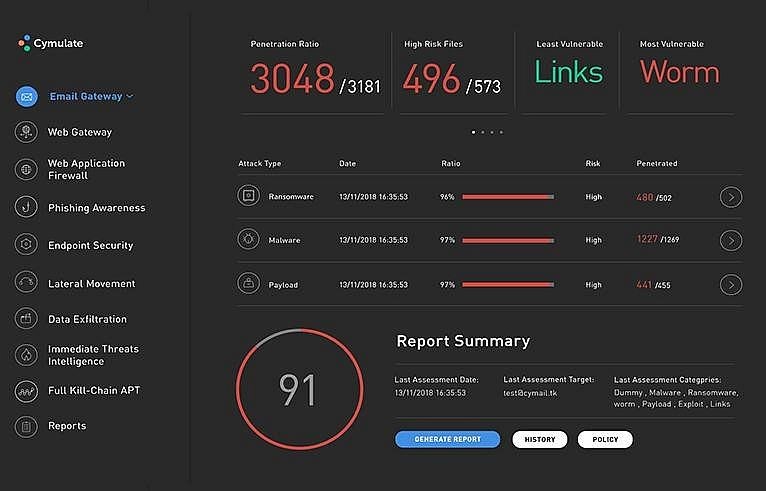 Cymulate
Email Gateway
Web Gateway
Web Application
Firewall
Phishing Awareness
Endpoint Security
Lateral Movement
Data Exfiltration
Immediate Threats
Intelligence
Full Kill-Chain APT
Reports
Penetration Ratio
3048 /3181
High Risk Files
496 /573
Least Vulnerable
Links
Most Vulnerable
Worm
Attack Type Date Ratio Risk Penetrated
Ransomware 13/11/2018 16:35:53 96% High 480 /502
Malware 13/11/2018 16:35:53 97% High 1227 /1269
Payload 13/11/2018 16:35:53 97% High 441 /455
91
Report Summary
Last Assessment Date:
13/11/2018 16:35:53
Last Assessment Target:
test@cymail.tk
Last Assessment Categpries:
Dummy , Malware , Ransomware,
worm , Payload , Exploit , Links
GENERATE REPORT
HISTORY
POLICY